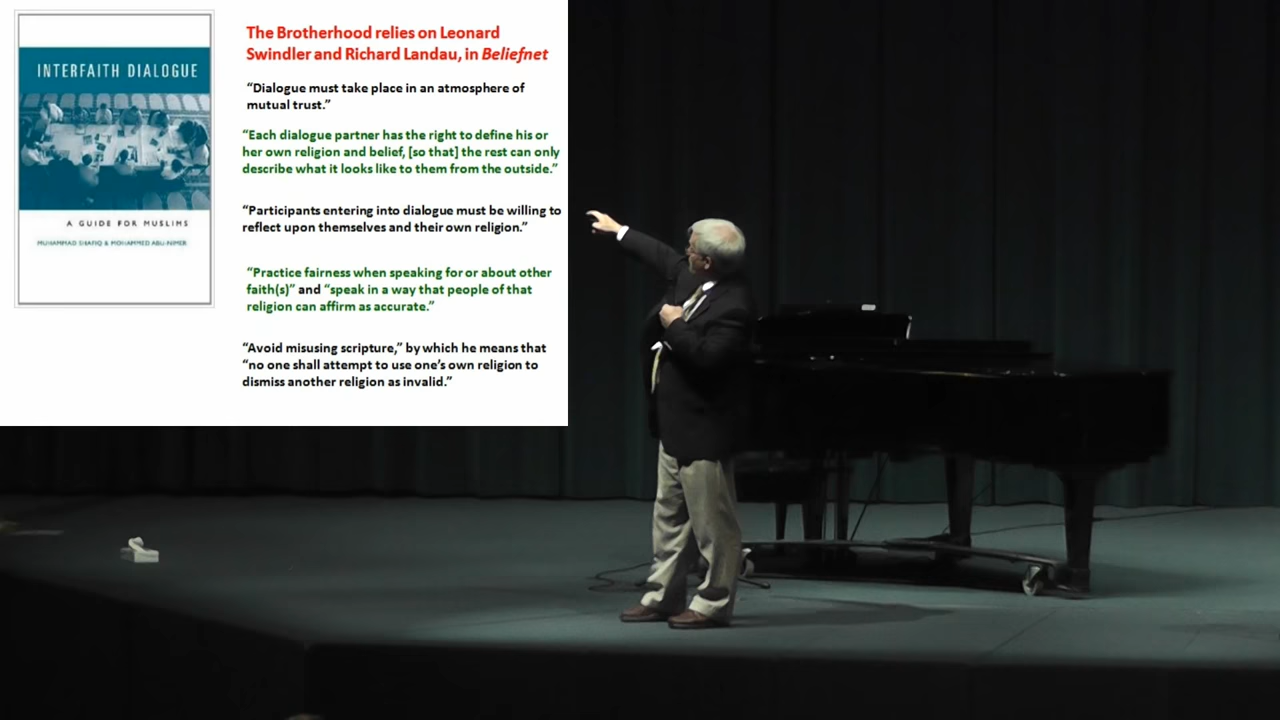 INTERFAITH DIALOGUE
A GUIDE FOR MUSLIMS
MUHAMMAD SHAFIQ & MOHAMMED ABU-NIMER
The Brotherhood relies on Leonard
Swindler and Richard Landau, in Beliefnet
“Dialogue must take place in an atmosphere of
mutual trust.”
“Each dialogue partner has the right to define his or
her own religion and belief, [so that] the rest can only
describe what it looks like to them from the outside.”
“Participants entering into dialogue must be willing to
reflect upon themselves and their own religion.”
“Practice fairness when speaking for or about other
faith(s)” and “speak in a way that people of that
religion can affirm as accurate.”
“Avoid misusing scripture,” by which he means that
“no one shall attempt to use one’s own religion to
dismiss another religion as invalid.”